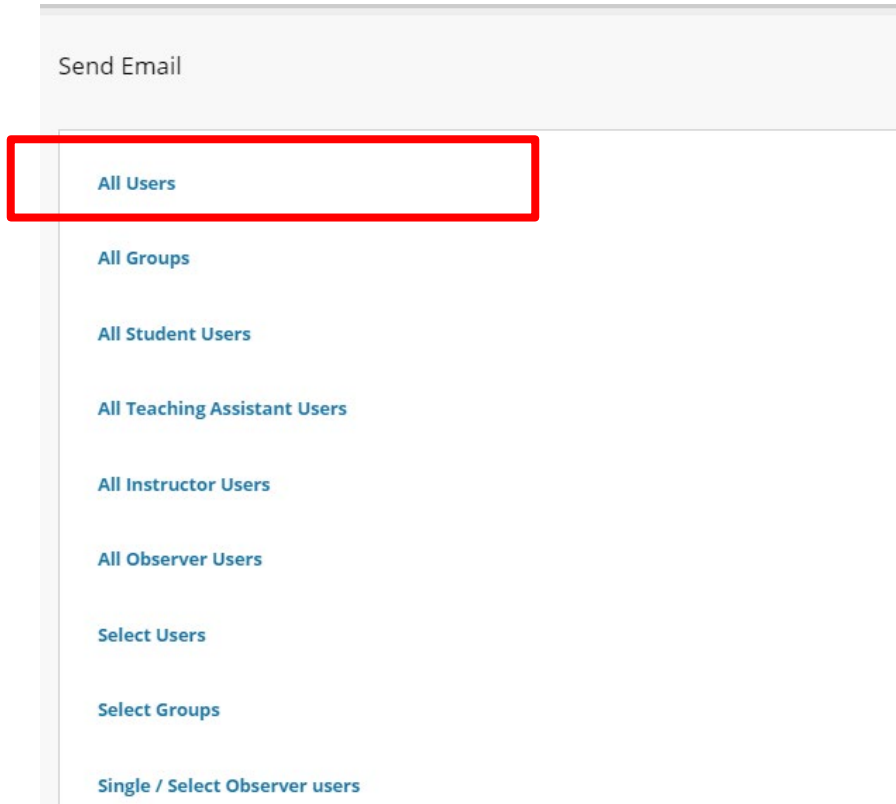 Send Email
All Users
All Groups
All Student Users
All Teaching Assistant Users
All Instructor Users
All Observer Users
Select Users
Select Groups
Single / Select Observer users